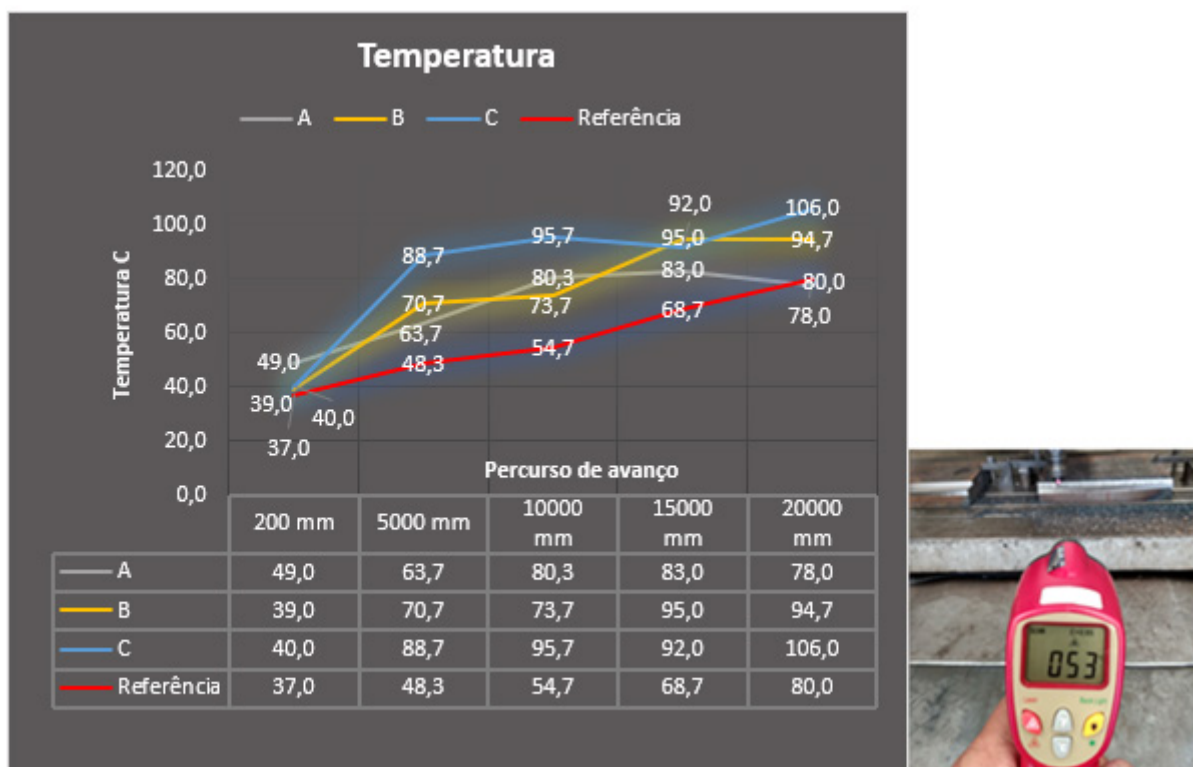 Temperatura
A B C Referência
120,0
100,0
80,0
60,0
40,0
20,0
0,0
Temperatura C
92,0 106,0
88,7 95,7 95,0 94,7
70,7 80,3 83,0 80,0
63,7 73,7 68,7 78,0
49,0 48,3 54,7
39,0 40,0
37,0
Percurso de avanço
200 mm 5000 mm 10000 mm 15000 mm 20000 mm
A 49,0 63,7 80,3 83,0 78,0
B 39,0 70,7 73,7 95,0 94,7
C 40,0 88,7 95,7 92,0 106,0
Referência 37,0 48,3 54,7 68,7 80,0
053
Laser